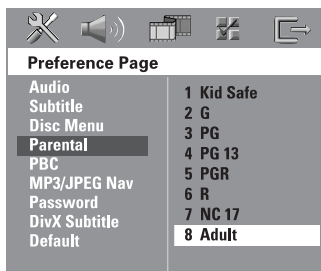 Preference Page
Audio
Subtitle
Disc Menu
Parental
PBC
MP3/JPEG Nav
Password
DivX Subtitle
Default
1 Kid Safe
2 G
3 PG
4 PG 13
5 PGR
6 R
7 NC 17
8 Adult